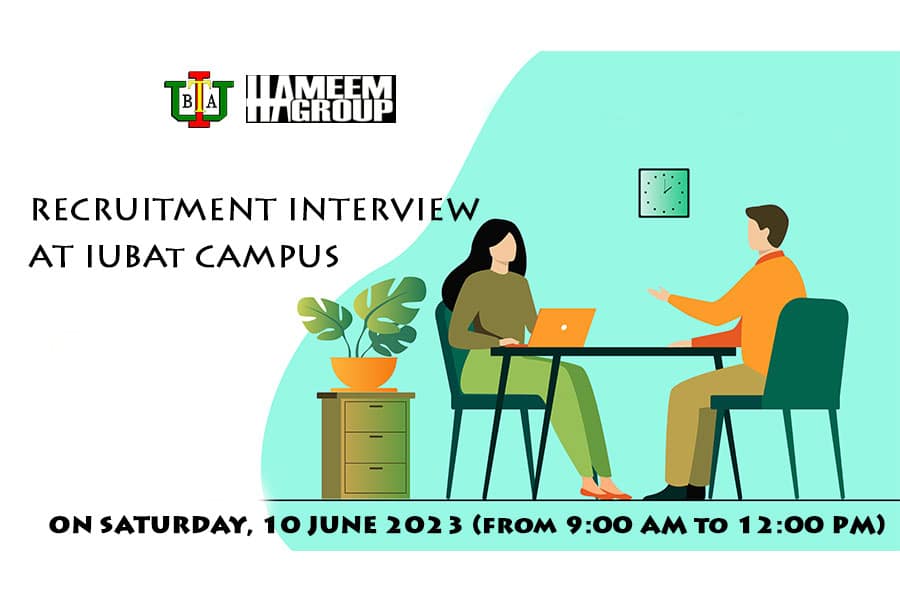 IUBAT
HAMEEM
GROUP
RECRUITMENT INTERVIEW
AT IUBAT CAMPUS
ON SATURDAY, 10 JUNE 2023 (FROM 9:00 AM TO 12:00 PM)